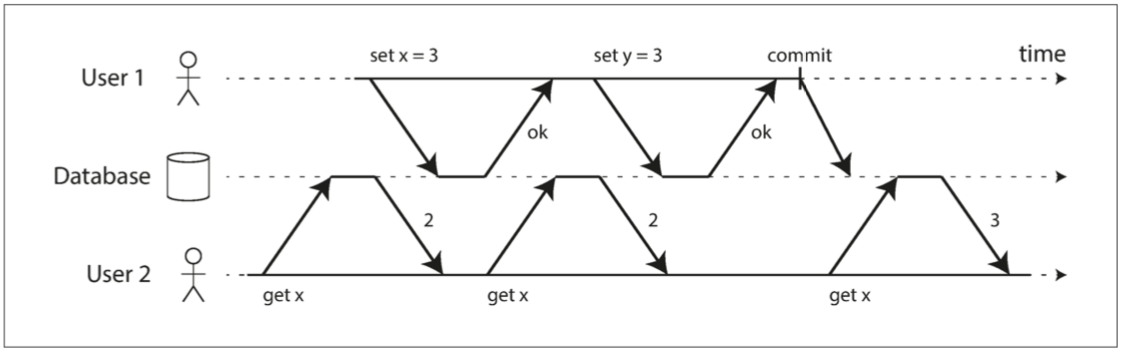 set x = 3
set y = 3
commit
time
User 1
ok
ok
Database
2
2
3
User 2
get x
get x
get x